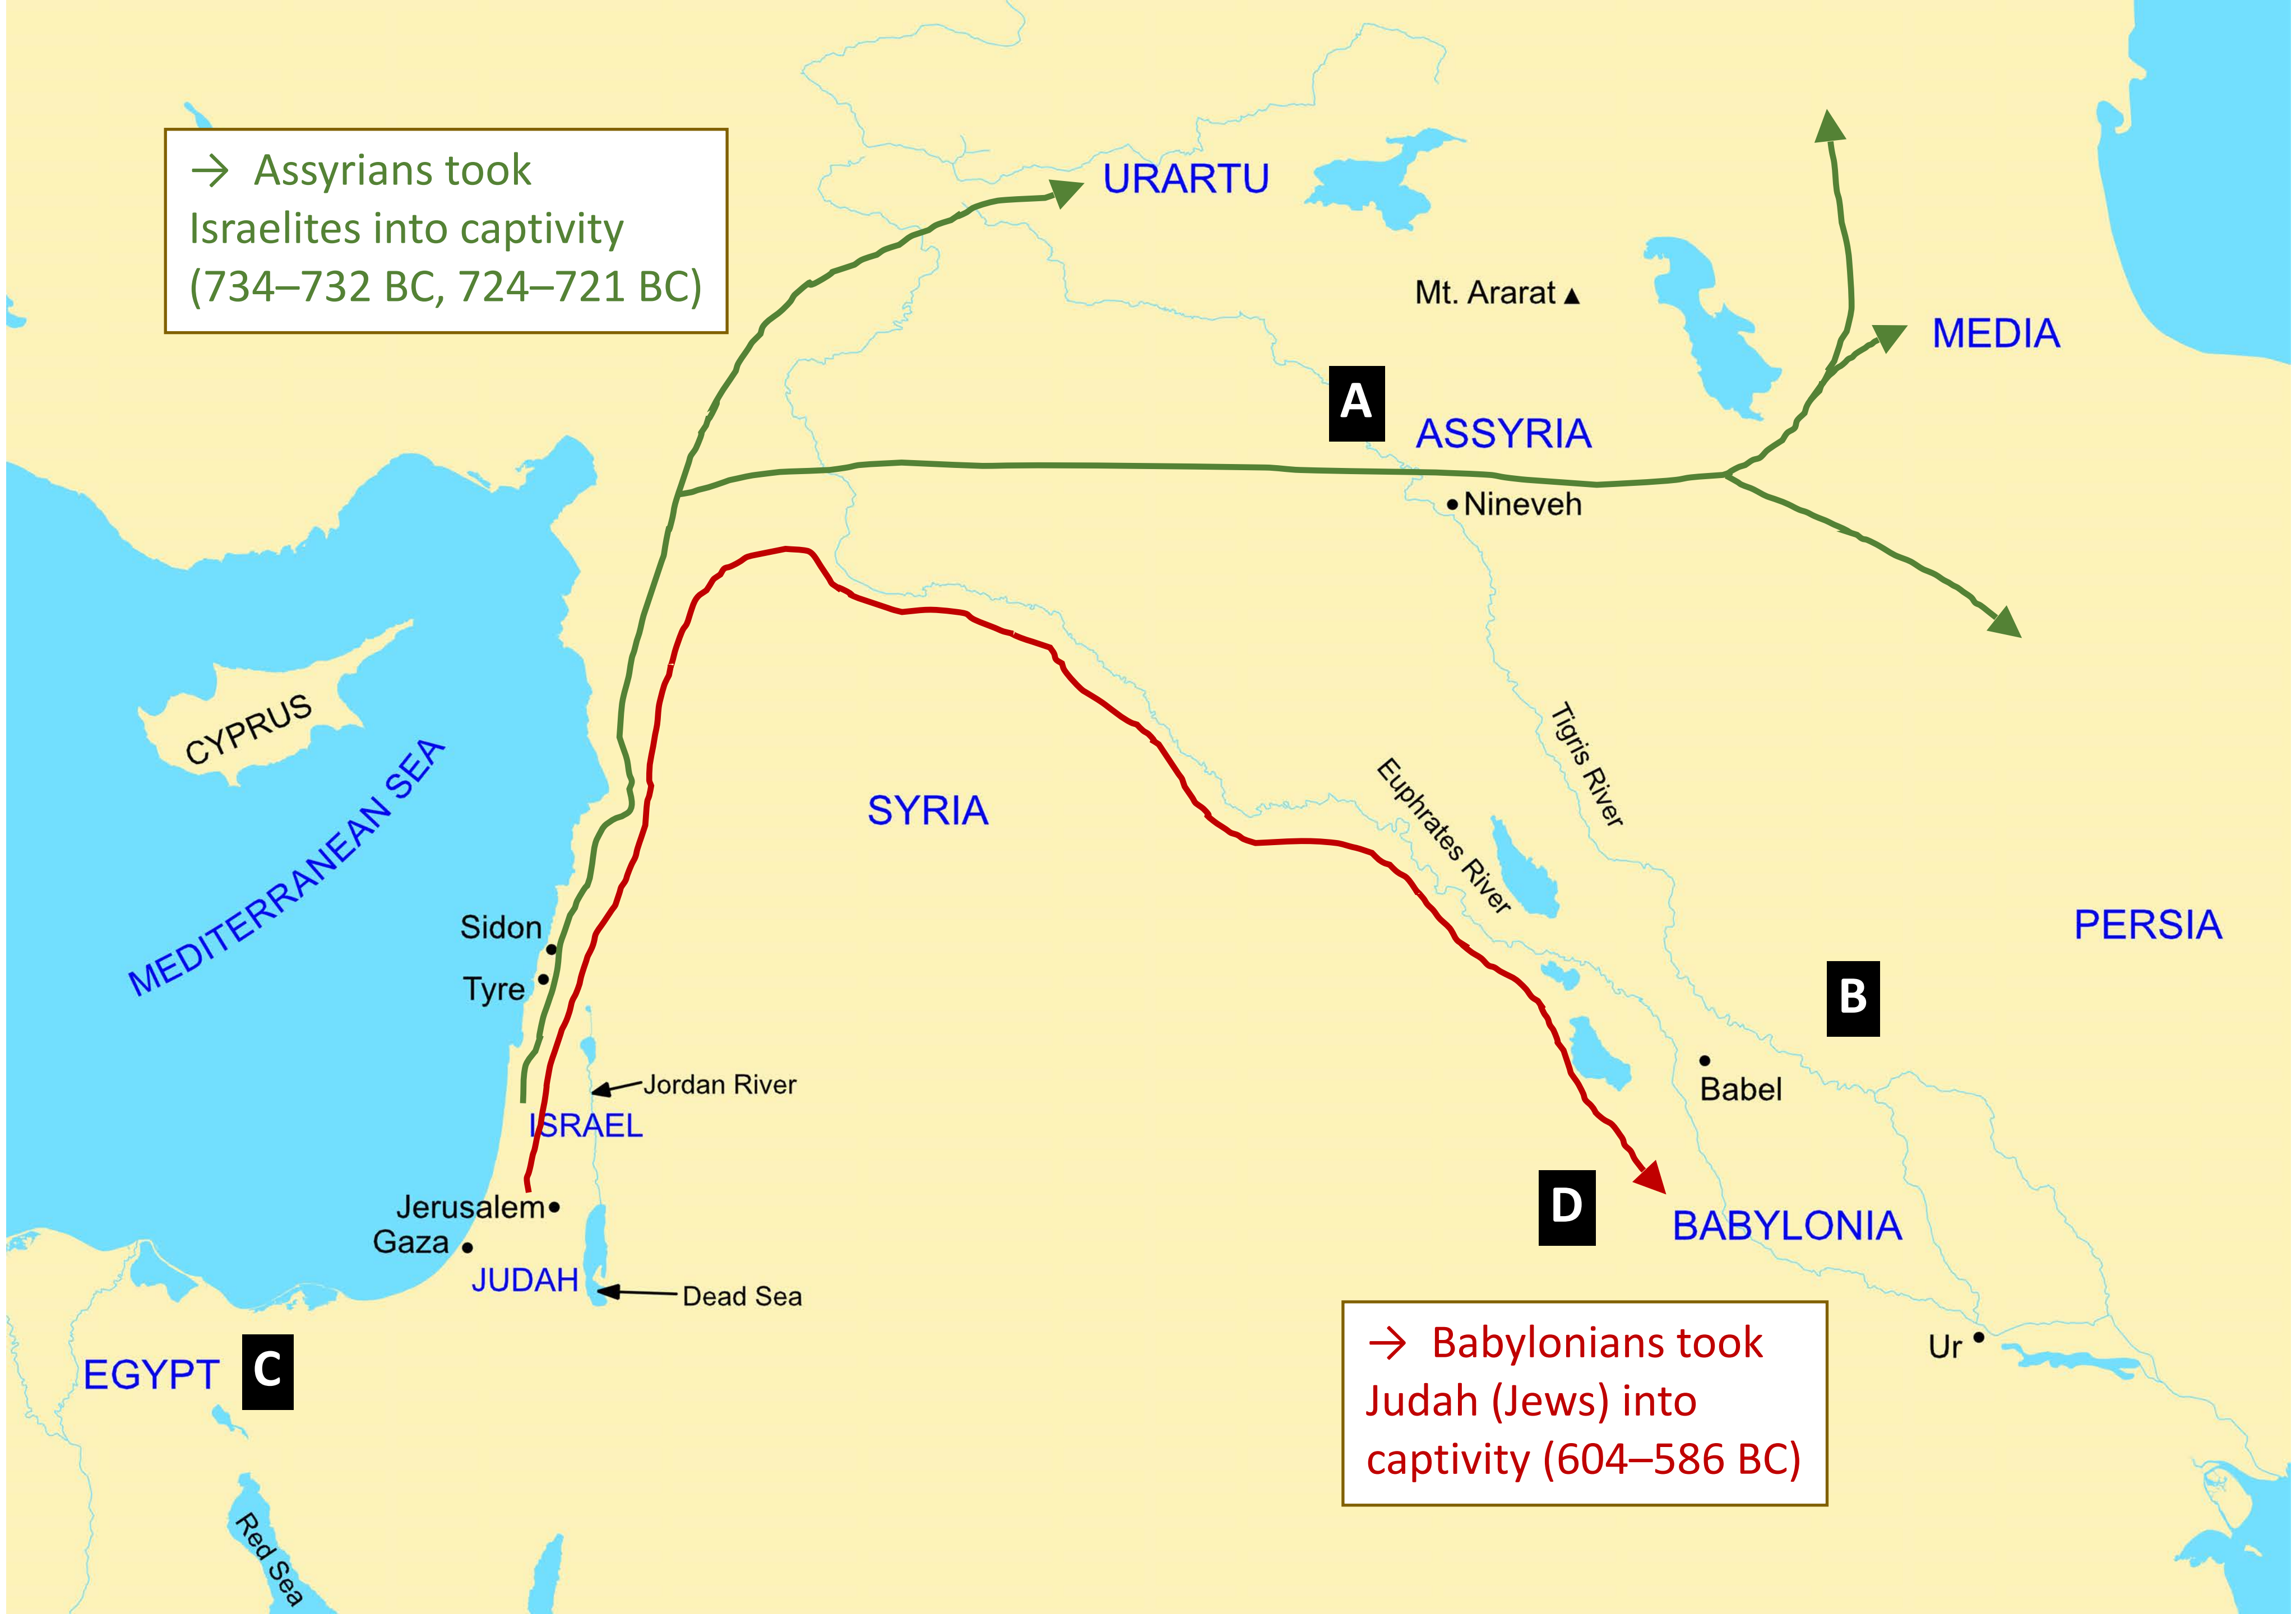 → Assyrians took
Israelites into captivity
(734–732 BC, 724–721 BC)
URARTU
Mt. Ararat ▲
MEDIA
A
ASSYRIA
Nineveh
CYPRUS
MEDITERRANEAN SEA
SYRIA
Tigris River
Euphrates River
Sidon
Tyre
PERSIA
B
Jordan River
Babel
ISRAEL
D
Jerusalem
BABYLONIA
Gaza
JUDAH
Dead Sea
EGYPT
C
→ Babylonians took
Judah (Jews) into
captivity (604–586 BC)
Ur
Red Sea